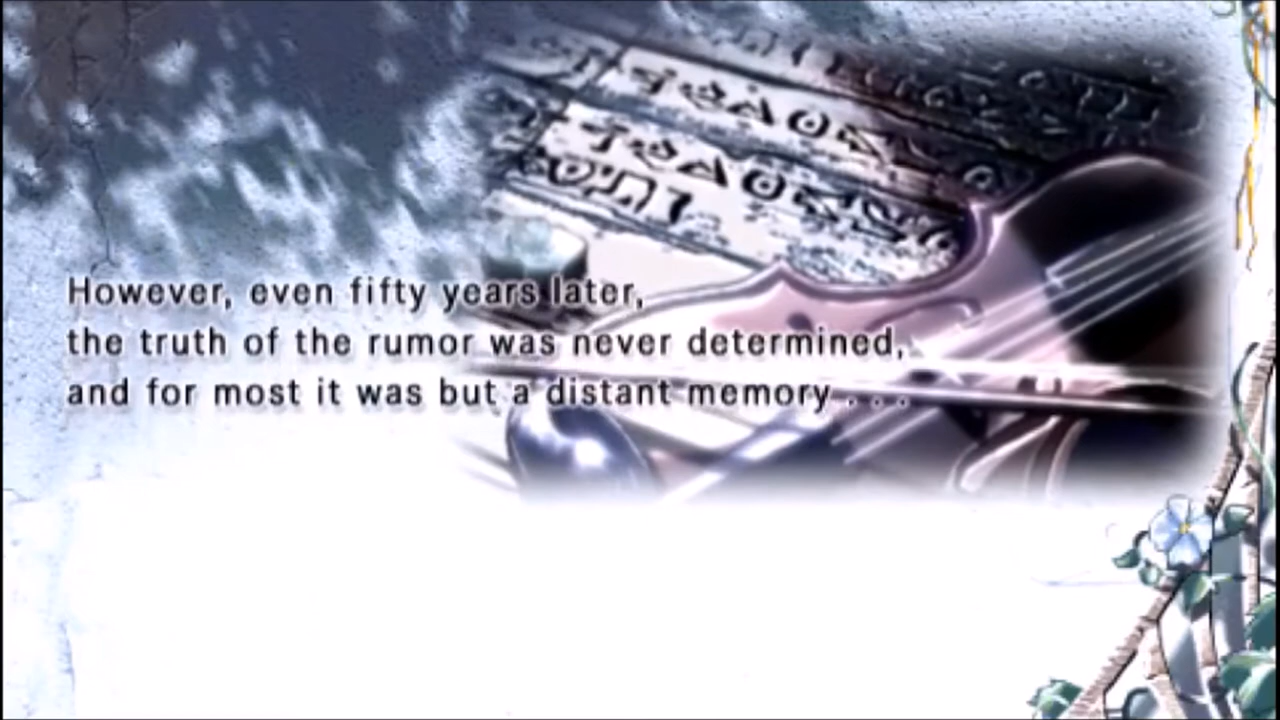 However, even fifty years later,
the truth of the rumor was never determined,
and for most it was but a distant memory . . .